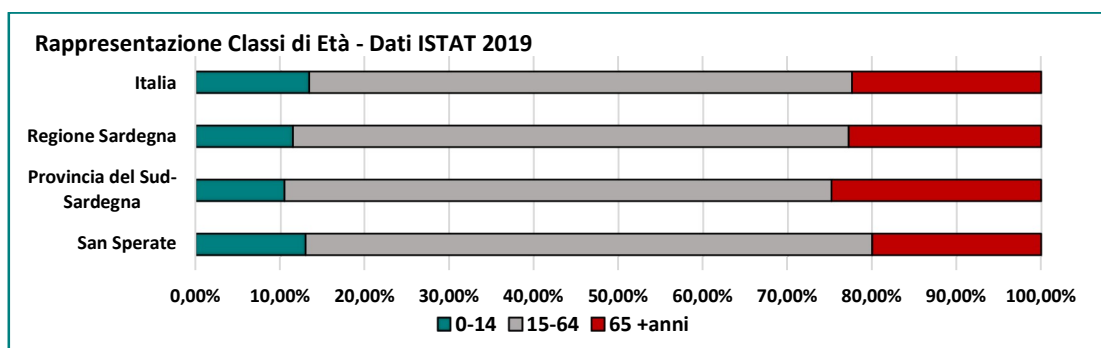 Rappresentazione Classi di Età - Dati ISTAT 2019
Italia
Regione Sardegna
Provincia del Sud-
Sardegna
San Sperate
0,00% 10,00% 20,00% 30,00% 40,00% 50,00% 60,00% 70,00% 80,00% 90,00% 100,00%
0-14 15-64 65 +anni